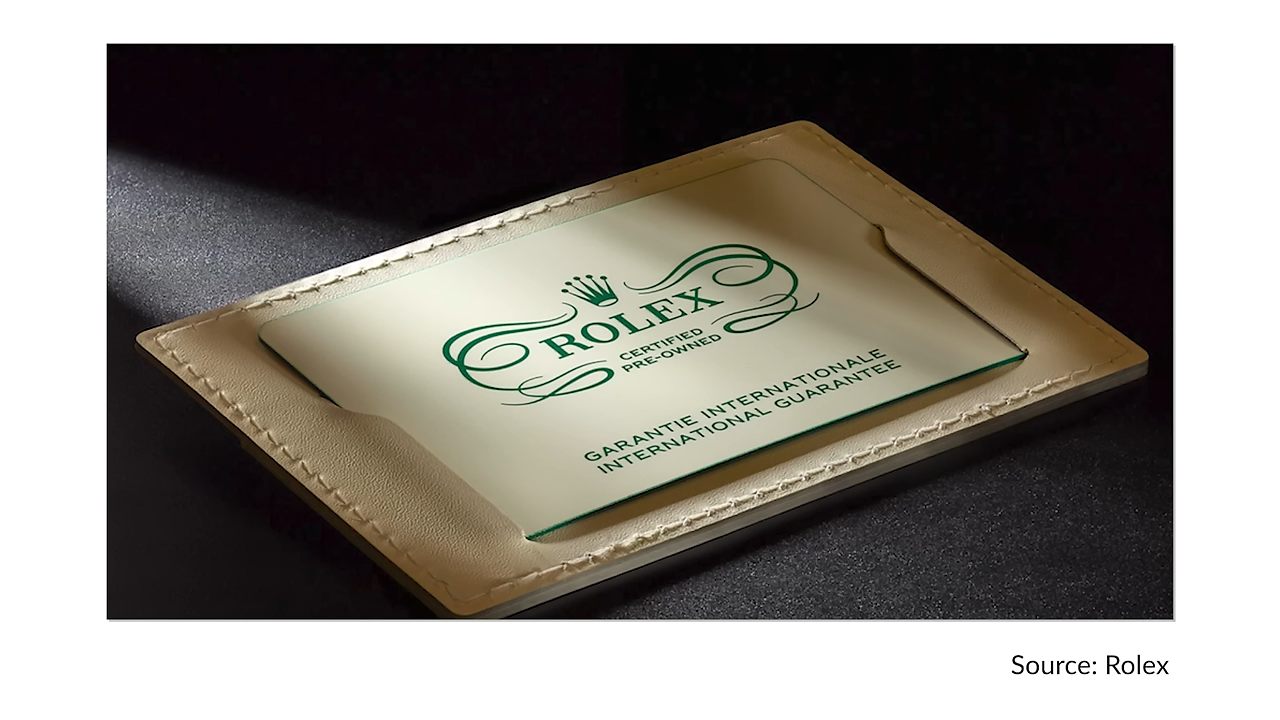 ROLEX
CERTIFIED
PRE-OWNED
GARANTIE INTERNATIONALE
INTERNATIONAL GUARANTEE
Source: Rolex